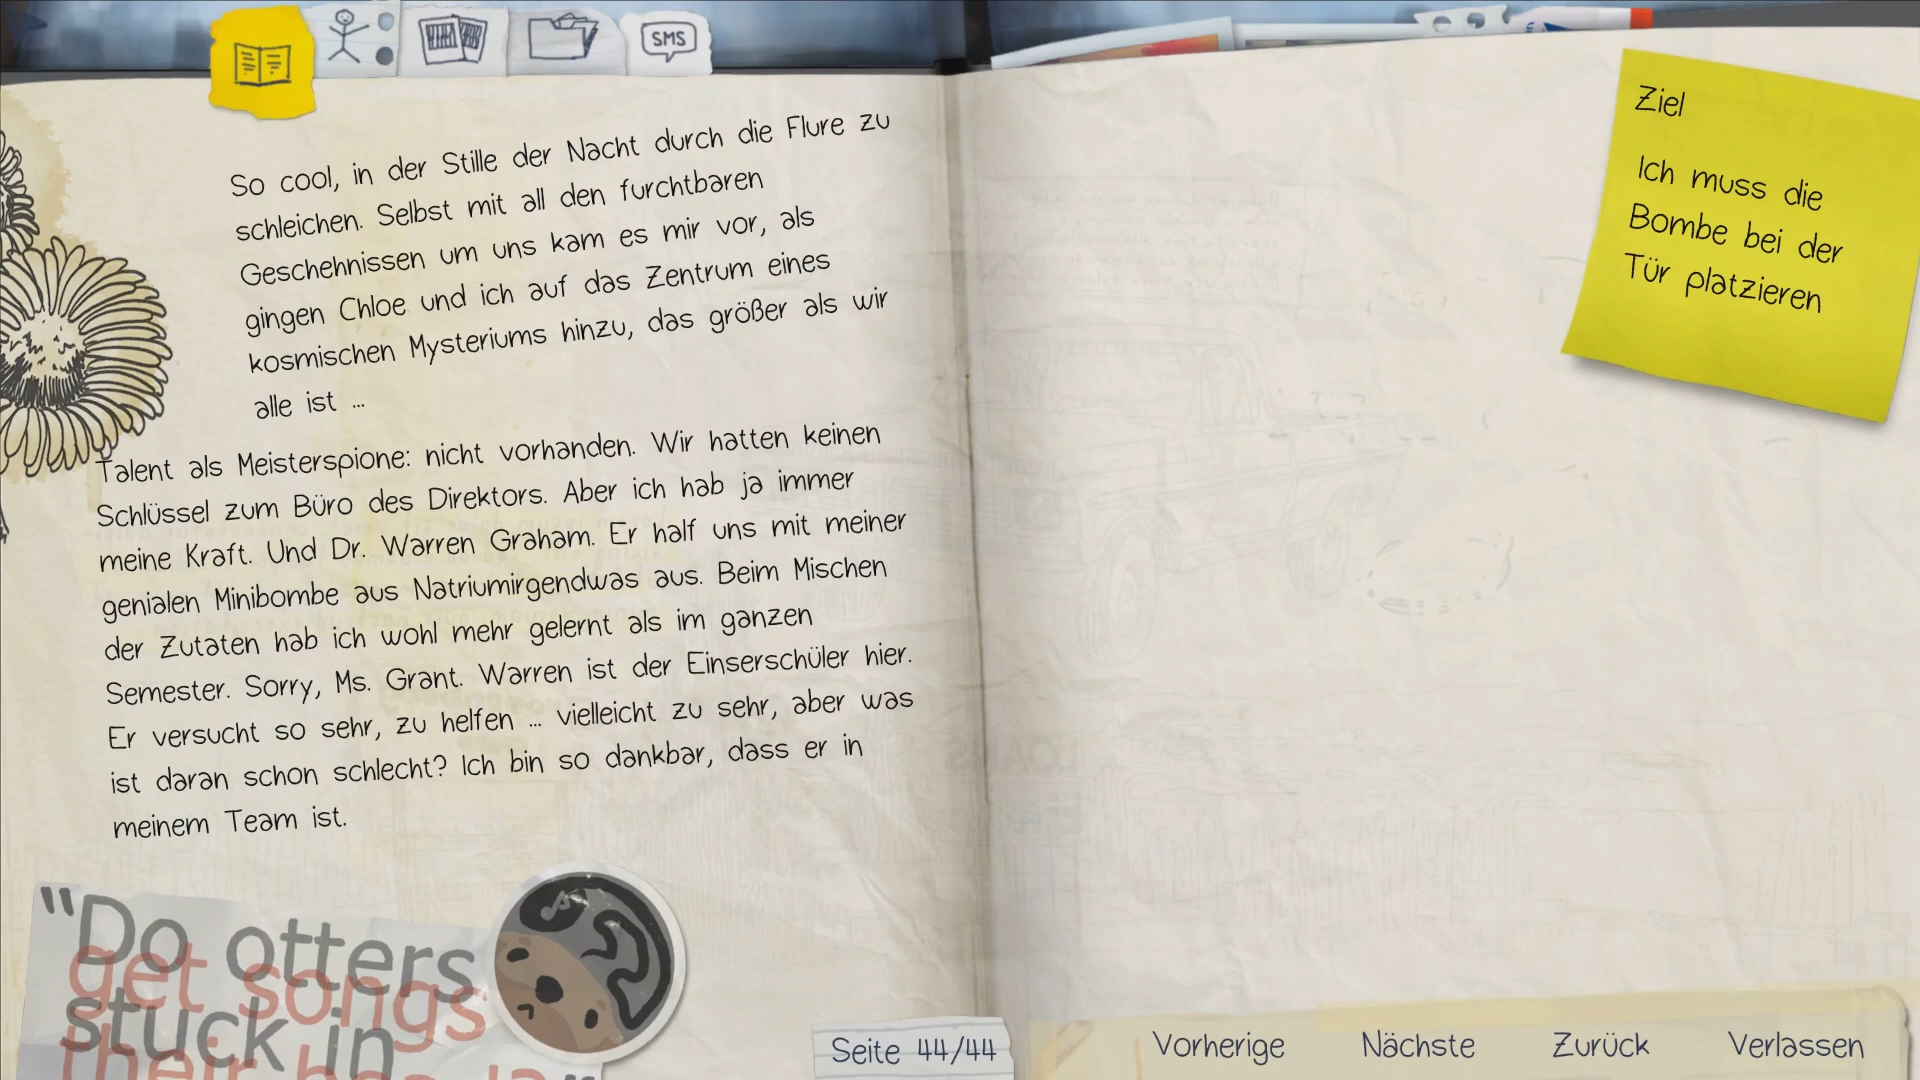 SMS
So cool, in der Stille der Nacht durch die Flure zu
schleichen. Selbst mit all den furchtbaren
Geschehnissen um uns kam es mir vor, als
gingen Chloe und ich auf das Zentrum eines
kosmischen Mysteriums hinzu, das größer als wir
alle ist ...
Talent als Meisterspione: nicht vorhanden. Wir hatten keinen
Schlüssel zum Büro des Direktors. Aber ich hab ja immer
meine Kraft. Und Dr. Warren Graham. Er half uns mit meiner
genialen Minibombe aus Natriumirgendwas aus. Beim Mischen
der Zutaten hab ich wohl mehr gelernt als im ganzen
Semester. Sorry, Ms. Grant. Warren ist der Einserschüler hier.
Er versucht so sehr, zu helfen ... vielleicht zu sehr, aber was
ist daran schon schlecht? Ich bin so dankbar, dass er in
meinem Team ist.
"Do otters
get songs
stuck in
Ziel
Ich muss die
Bombe bei der
Tür platzieren
Seite 44/44
Vorherige Nächste Zurück Verlassen